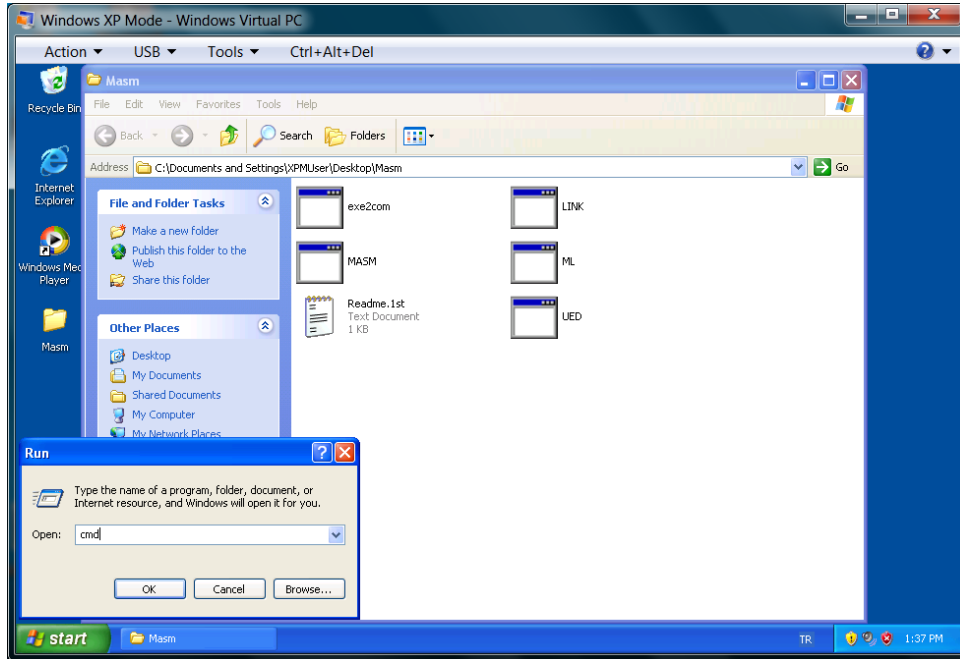 Windows XP Mode - Windows Virtual PC
Action USB Tools Ctrl+Alt+Del
Recycle Bin
Internet Explorer
Windows Med
Player
Masm
Masm
File Edit View Favorites Tools Help
Back Search Folders
Address C:\Documents and Settings\XPMUser\Desktop\Masm Go
File and Folder Tasks
Make a new folder
Publish this folder to the
Web
Share this folder
Other Places
Desktop
My Documents
Shared Documents
My Computer
My Network Places
exe2com
LINK
MASM
ML
Readme.1st
Text Document
1 KB
UED
Run
Type the name of a program, folder, document, or
Internet resource, and Windows will open it for you.
Open: cmd
OK Cancel Browse...
start Masm TR 1:37 PM